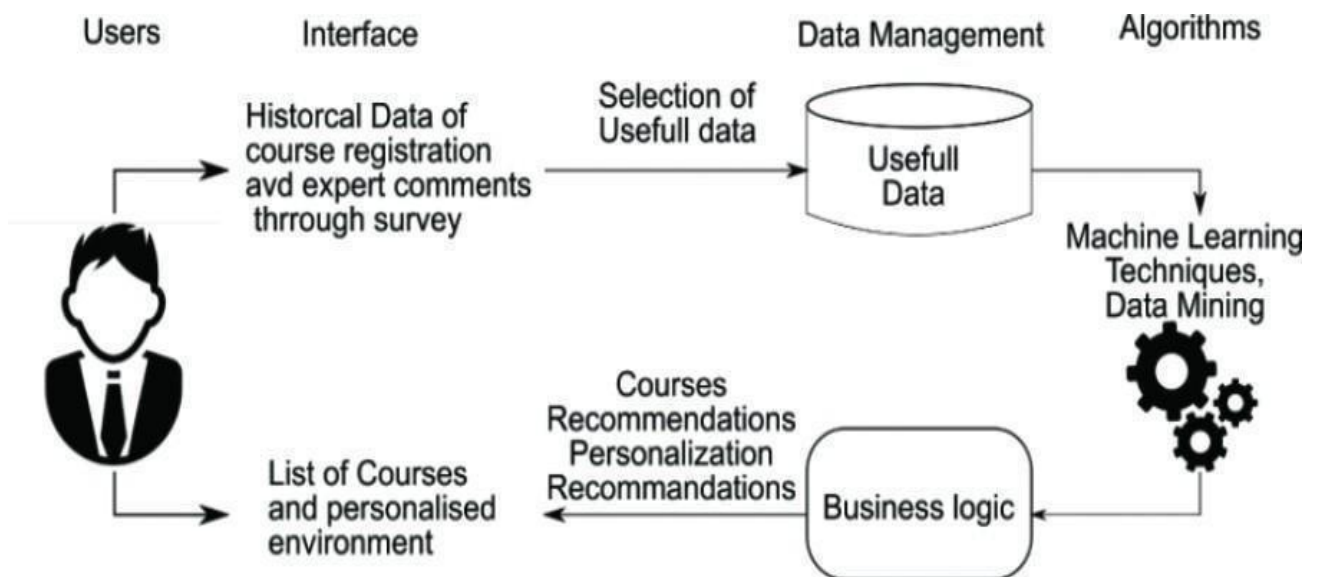 Users
Interface
Data Management
Algorithms
Historcal Data of
course registration
avd expert comments
thrrough survey
Selection of
Usefull data
Usefull
Data
Machine Learning
Techniques,
Data Mining
Courses
Recommendations
Personalization
Recommandations
Business logic
List of Courses
and personalised
environment